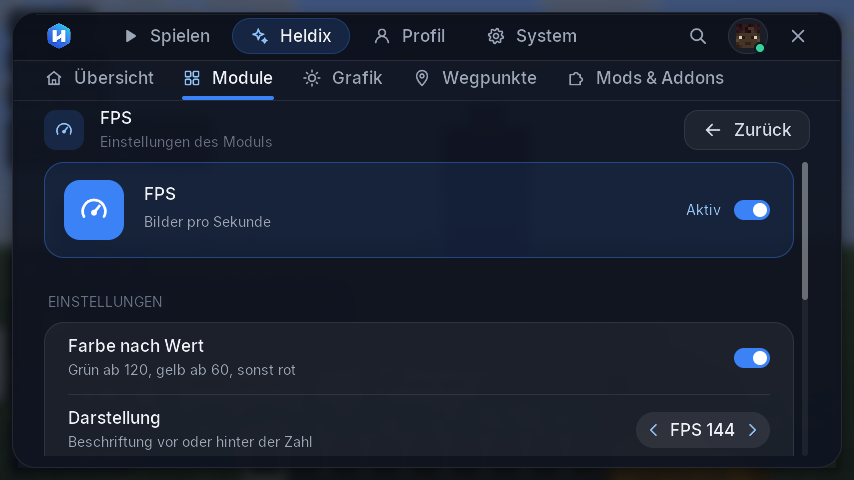 Spielen Heldix Profil System
Übersicht Module Grafik Wegpunkte Mods & Addons
FPS
Einstellungen des Moduls
Zurück
FPS
Bilder pro Sekunde
Aktiv
EINSTELLUNGEN
Farbe nach Wert
Grün ab 120, gelb ab 60, sonst rot
Darstellung
Beschriftung vor oder hinter der Zahl
FPS 144